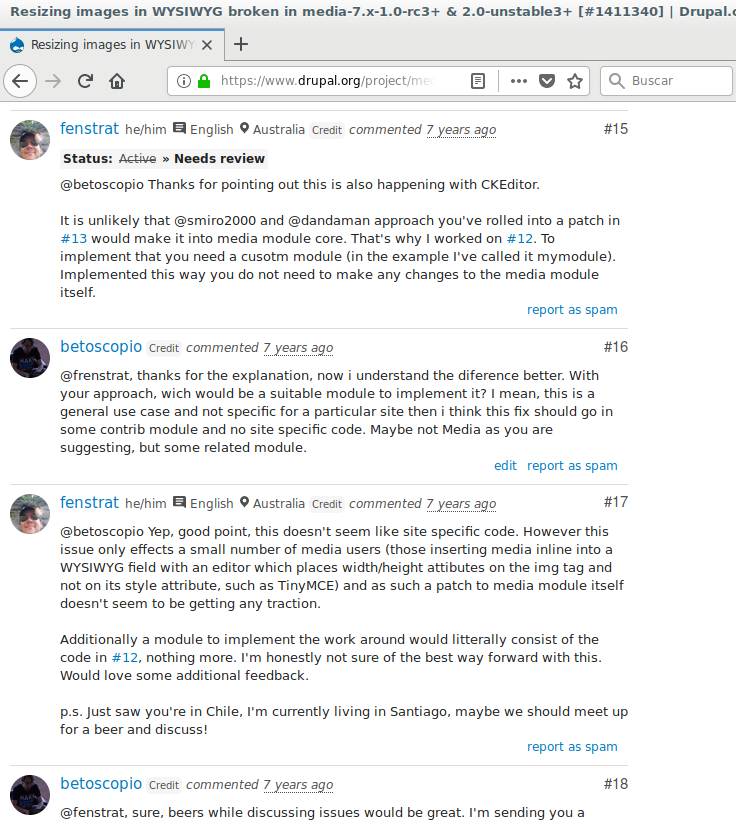 Resizing images in WYSIWYG broken in media-7.x-1.0-rc3+ & 2.0-unstable3+ [#1411340] | Drupal.o
Resizing images in WYSIWY
https://www.drupal.org/project/me
Buscar
fenstrat he/him English Australia Credit commented 7 years ago #15
Status: Active » Needs review
@betoscopio Thanks for pointing out this is also happening with CKEditor.
It is unlikely that @smiro2000 and @dandaman approach you've rolled into a patch in
#13 would make it into media module core. That's why I worked on #12. To
implement that you need a cusotm module (in the example I've called it mymodule).
Implemented this way you do not need to make any changes to the media module
itself.
report as spam
betoscopio Credit commented 7 years ago #16
@frenstrat, thanks for the explanation, now i understand the diference better. With
your approach, wich would be a suitable module to implement it? I mean, this is a
general use case and not specific for a particular site then i think this fix should go in
some contrib module and no site specific code. Maybe not Media as you are
suggesting, but some related module.
edit report as spam
fenstrat he/him English Australia Credit commented 7 years ago #17
@betoscopio Yep, good point, this doesn't seem like site specific code. However this
issue only effects a small number of media users (those inserting media inline into a
WYSIWYG field with an editor which places width/height attibutes on the img tag and
not on its style attribute, such as TinyMCE) and as such a patch to media module itself
doesn't seem to be getting any traction.
Additionally a module to implement the work around would litterally consist of the
code in #12, nothing more. I'm honestly not sure of the best way forward with this.
Would love some additional feedback.
p.s. Just saw you're in Chile, I'm currently living in Santiago, maybe we should meet up
for a beer and discuss!
report as spam
betoscopio Credit commented 7 years ago #18
@fenstrat, sure, beers while discussing issues would be great. I'm sending you a